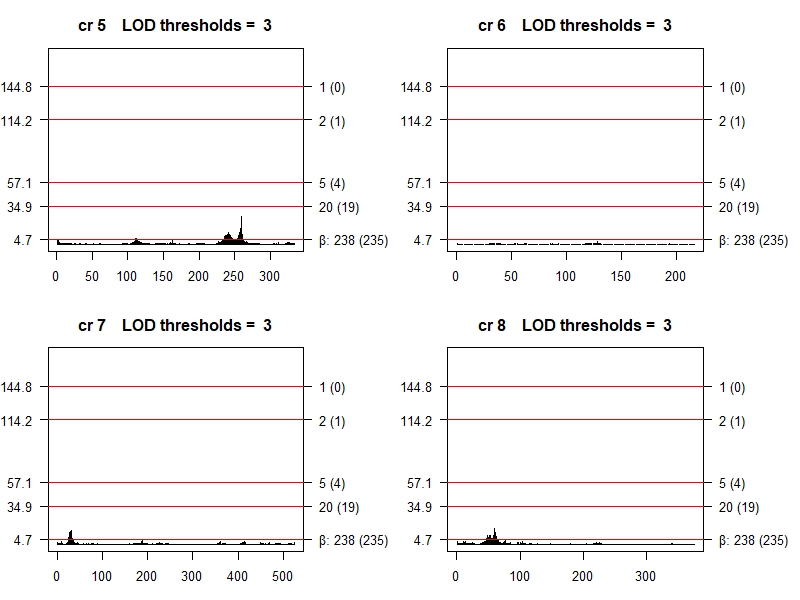 cr 5 LOD thresholds = 3
144.8 1 (0)
114.2 2 (1)
57.1 5 (4)
34.9 20 (19)
4.7 β: 238 (235)
0 50 100 150 200 250 300
cr 6 LOD thresholds = 3
144.8 1 (0)
114.2 2 (1)
57.1 5 (4)
34.9 20 (19)
4.7 β: 238 (235)
0 50 100 150 200
cr 7 LOD thresholds = 3
144.8 1 (0)
114.2 2 (1)
57.1 5 (4)
34.9 20 (19)
4.7 β: 238 (235)
0 100 200 300 400 500
cr 8 LOD thresholds = 3
144.8 1 (0)
114.2 2 (1)
57.1 5 (4)
34.9 20 (19)
4.7 β: 238 (235)
0 100 200 300